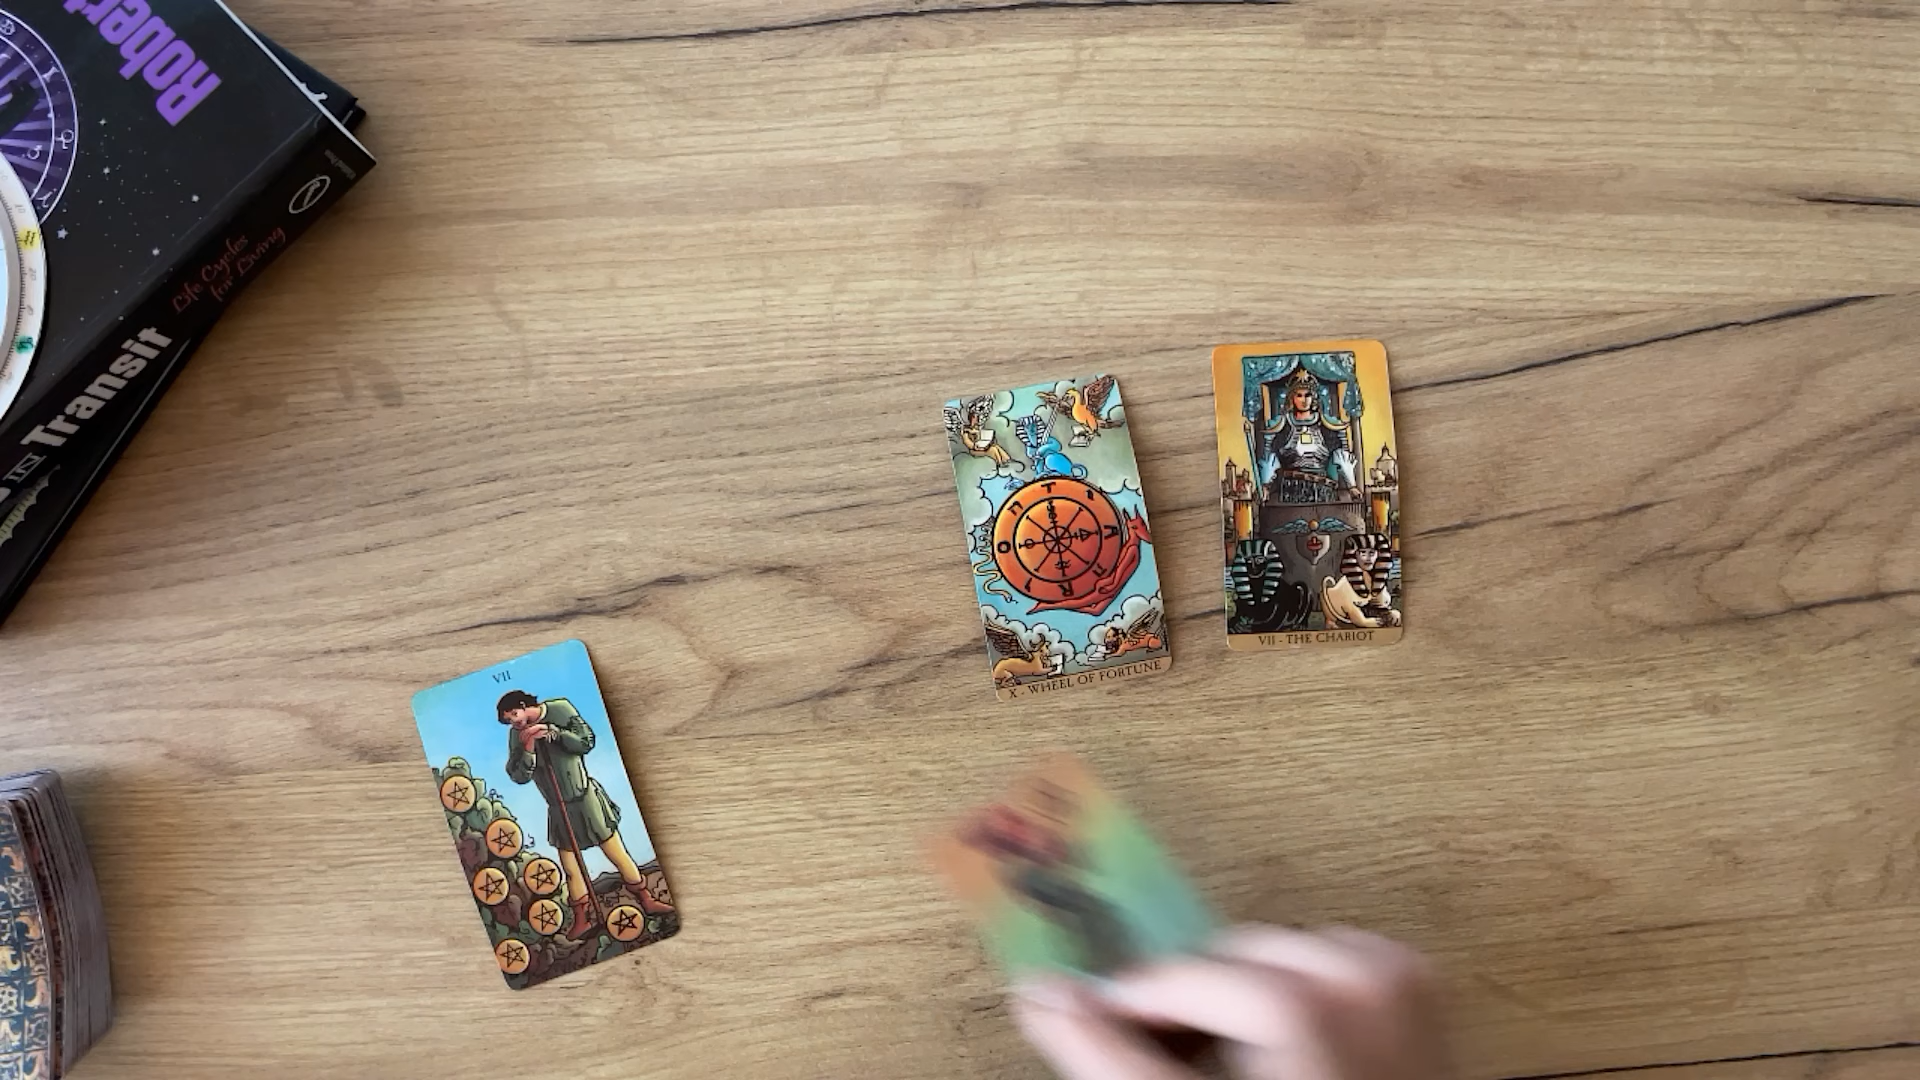 Robert
Life Cycles
for Living
Transit
VII
X - WHEEL OF FORTUNE
VII - THE CHARIOT